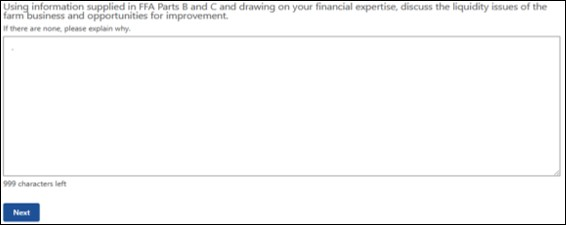 Using information supplied in FFA Parts B and C and drawing on your financial expertise, discuss the liquidity issues of the
farm business and opportunities for improvement.
If there are none, please explain why.
.
999 characters left
Next